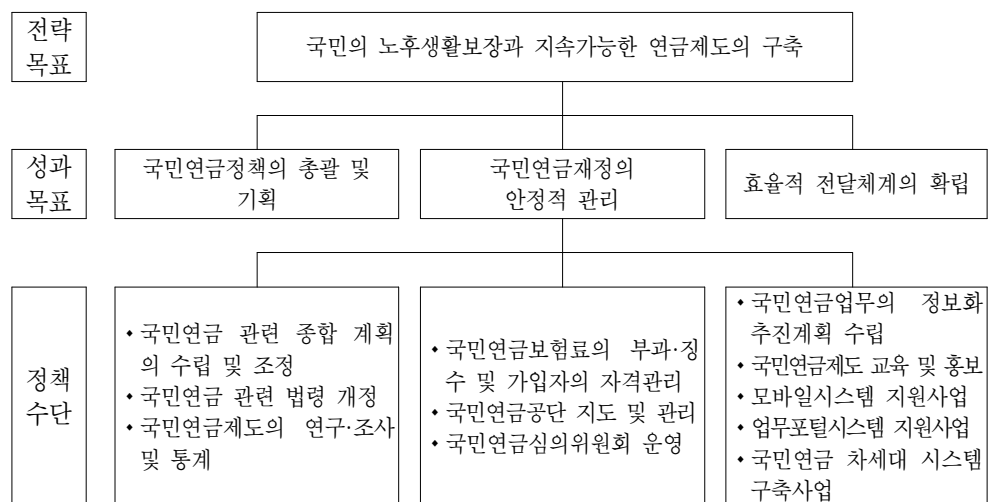 전략
목표
국민의 노후생활보장과 지속가능한 연금제도의 구축
성과
목표
국민연금정책의 총괄 및
기획
국민연금재정의
안정적 관리
효율적 전달체계의 확립
정책
수단
◆ 국민연금 관련 종합 계획
의 수립 및 조정
◆ 국민연금 관련 법령 개정
◆ 국민연금제도의 연구·조사
및 통계
◆ 국민연금보험료의 부과·징
수 및 가입자의 자격관리
◆ 국민연금공단 지도 및 관리
◆ 국민연금심의위원회 운영
◆ 국민연금업무의 정보화
추진계획 수립
◆ 국민연금제도 교육 및 홍보
◆ 모바일시스템 지원사업
◆ 업무포털시스템 지원사업
◆ 국민연금 차세대 시스템
구축사업